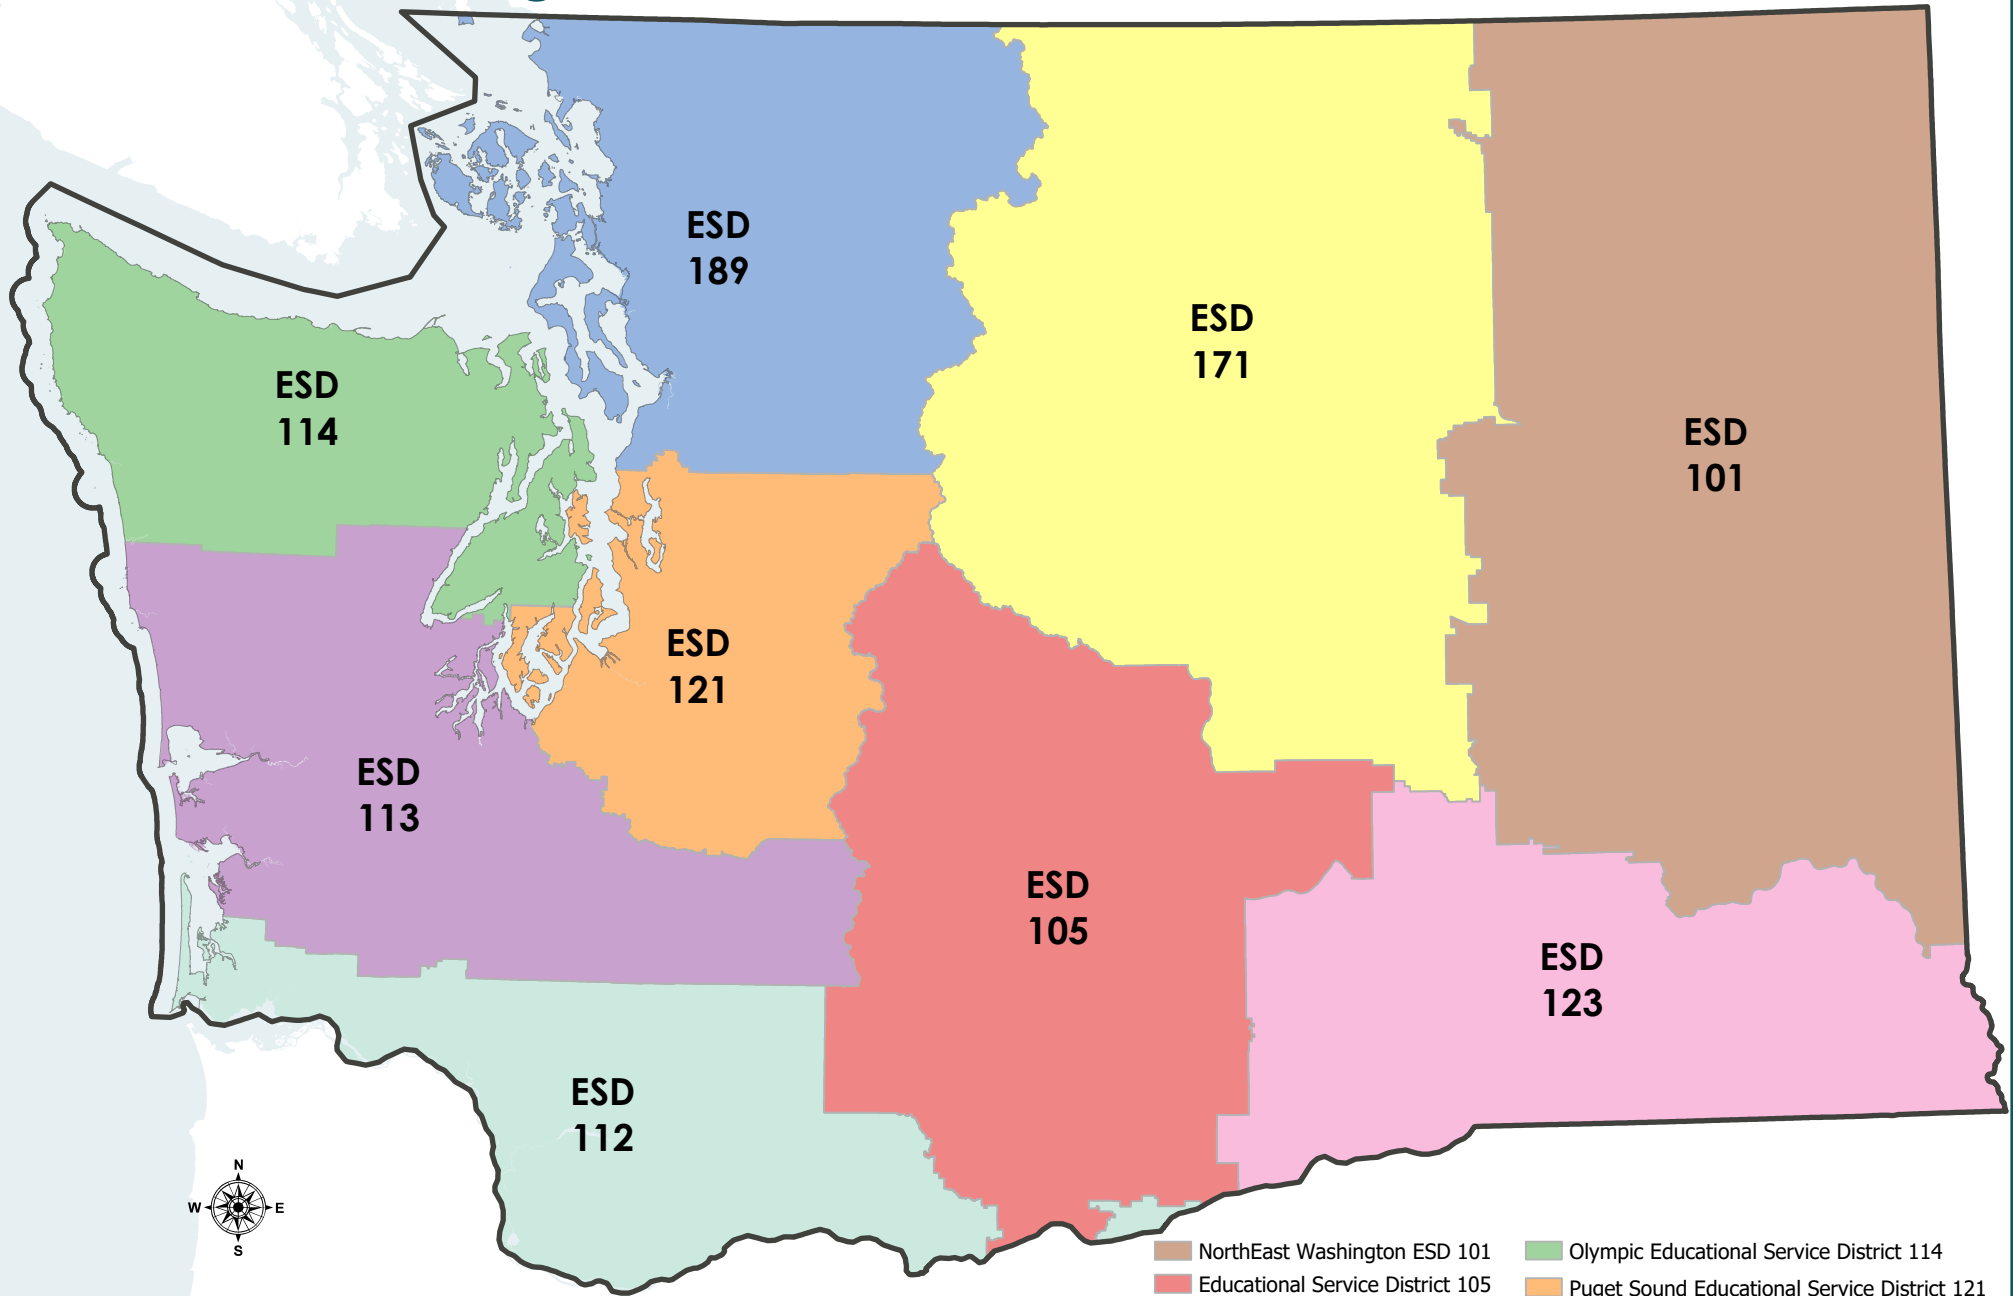 ESD
189
ESD
171
ESD
114
ESD
101
ESD
121
ESD
113
ESD
105
ESD
123
ESD
112
N
W E
S
NorthEast Washington ESD 101
Olympic Educational Service District 114
Educational Service District 105
Puget Sound Educational Service District 121